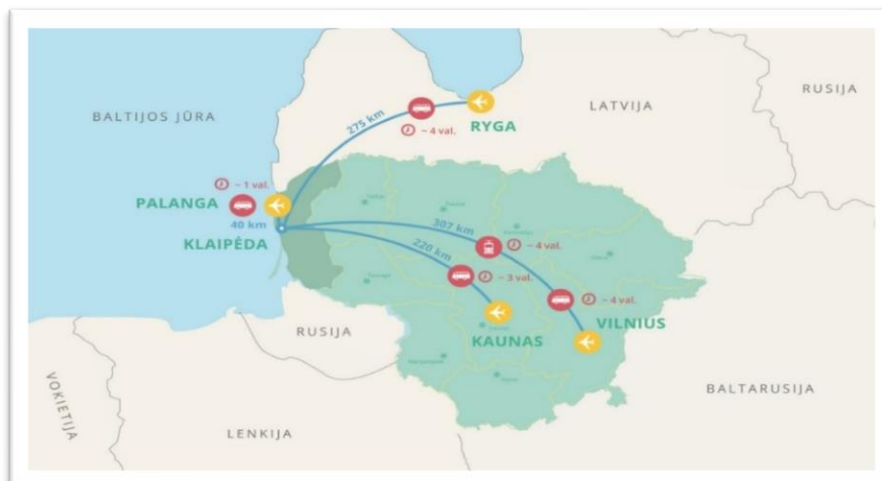 BALTIJOS JŪRA
LATVIJA
RUSIJA
275 km
~ 4 val.
RYGA
~ 1 val.
PALANGA
40 km
KLAIPĖDA
307 km
~ 4 val.
220 km
~ 3 val.
~ 4 val.
RUSIJA
KAUNAS
VILNIUS
VOKIETIJA
LENKIJA
BALTARUSIJA